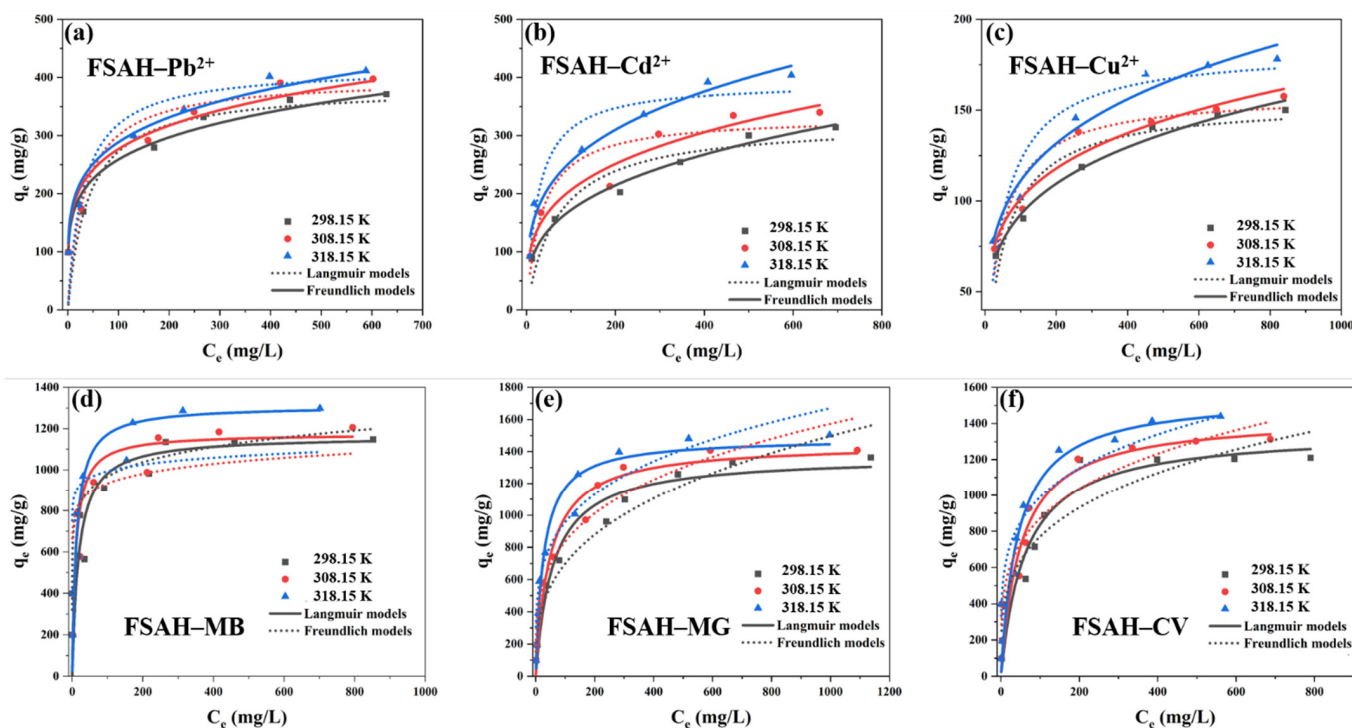 (a)
FSAH–Pb²⁺
500
400
300
200
100
0
qₑ (mg/g)
298.15 K
308.15 K
318.15 K
Langmuir models
Freundlich models
0 100 200 300 400 500 600 700
Cₑ (mg/L)
(b)
FSAH–Cd²⁺
500
400
300
200
100
0
qₑ (mg/g)
298.15 K
308.15 K
318.15 K
Langmuir models
Freundlich models
0 200 400 600 800
Cₑ (mg/L)
(c)
FSAH–Cu²⁺
200
150
100
50
qₑ (mg/g)
298.15 K
308.15 K
318.15 K
Langmuir models
Freundlich models
0 200 400 600 800 1000
Cₑ (mg/L)
(d)
1400
1200
1000
800
600
400
200
0
qₑ (mg/g)
298.15 K
308.15 K
318.15 K
Langmuir models
Freundlich models
FSAH–MB
0 200 400 600 800 1000
Cₑ (mg/L)
(e)
1800
1600
1400
1200
1000
800
600
400
200
0
qₑ (mg/g)
298.15 K
308.15 K
318.15 K
Langmuir models
Freundlich models
FSAH–MG
0 200 400 600 800 1000 1200
Cₑ (mg/L)
(f)
1600
1400
1200
1000
800
600
400
200
0
qₑ (mg/g)
298.15 K
308.15 K
318.15 K
Langmuir models
Freundlich models
FSAH–CV
0 200 400 600 800
Cₑ (mg/L)